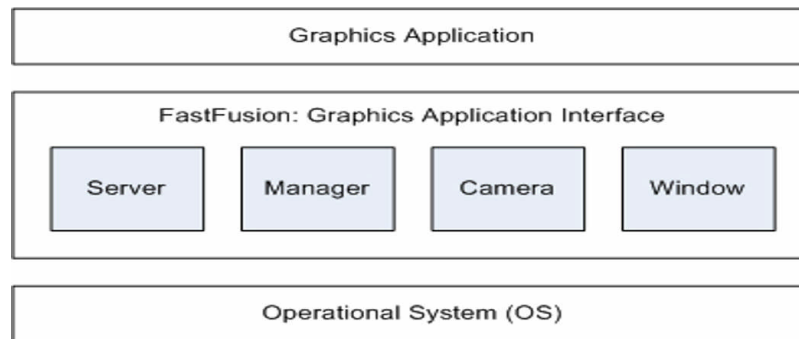 Graphics Application
FastFusion: Graphics Application Interface
Server Manager Camera Window
Operational System (OS)